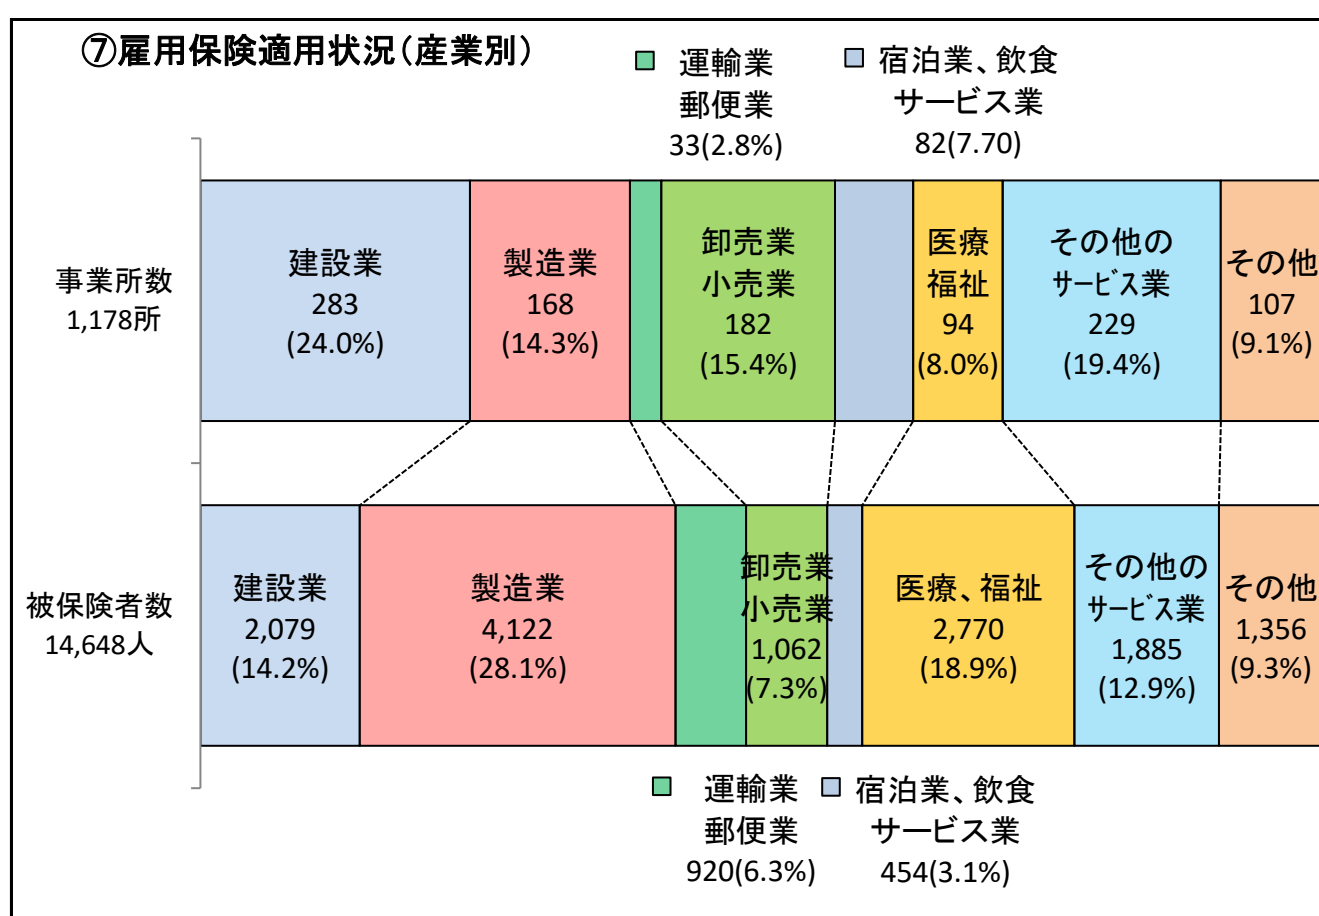 ⑦雇用保険適用状況(産業別)
運輸業
郵便業
33(2.8%)
宿泊業、飲食
サービス業
82(7.70)
事業所数
1,178所
建設業
283
(24.0%)
製造業
168
(14.3%)
卸売業
小売業
182
(15.4%)
医療
福祉
94
(8.0%)
その他の
サービス業
229
(19.4%)
その他
107
(9.1%)
被保険者数
14,648人
建設業
2,079
(14.2%)
製造業
4,122
(28.1%)
卸売業
小売業
1,062
(7.3%)
医療、福祉
2,770
(18.9%)
その他の
サービス業
1,885
(12.9%)
その他
1,356
(9.3%)
運輸業
郵便業
920(6.3%)
宿泊業、飲食
サービス業
454(3.1%)